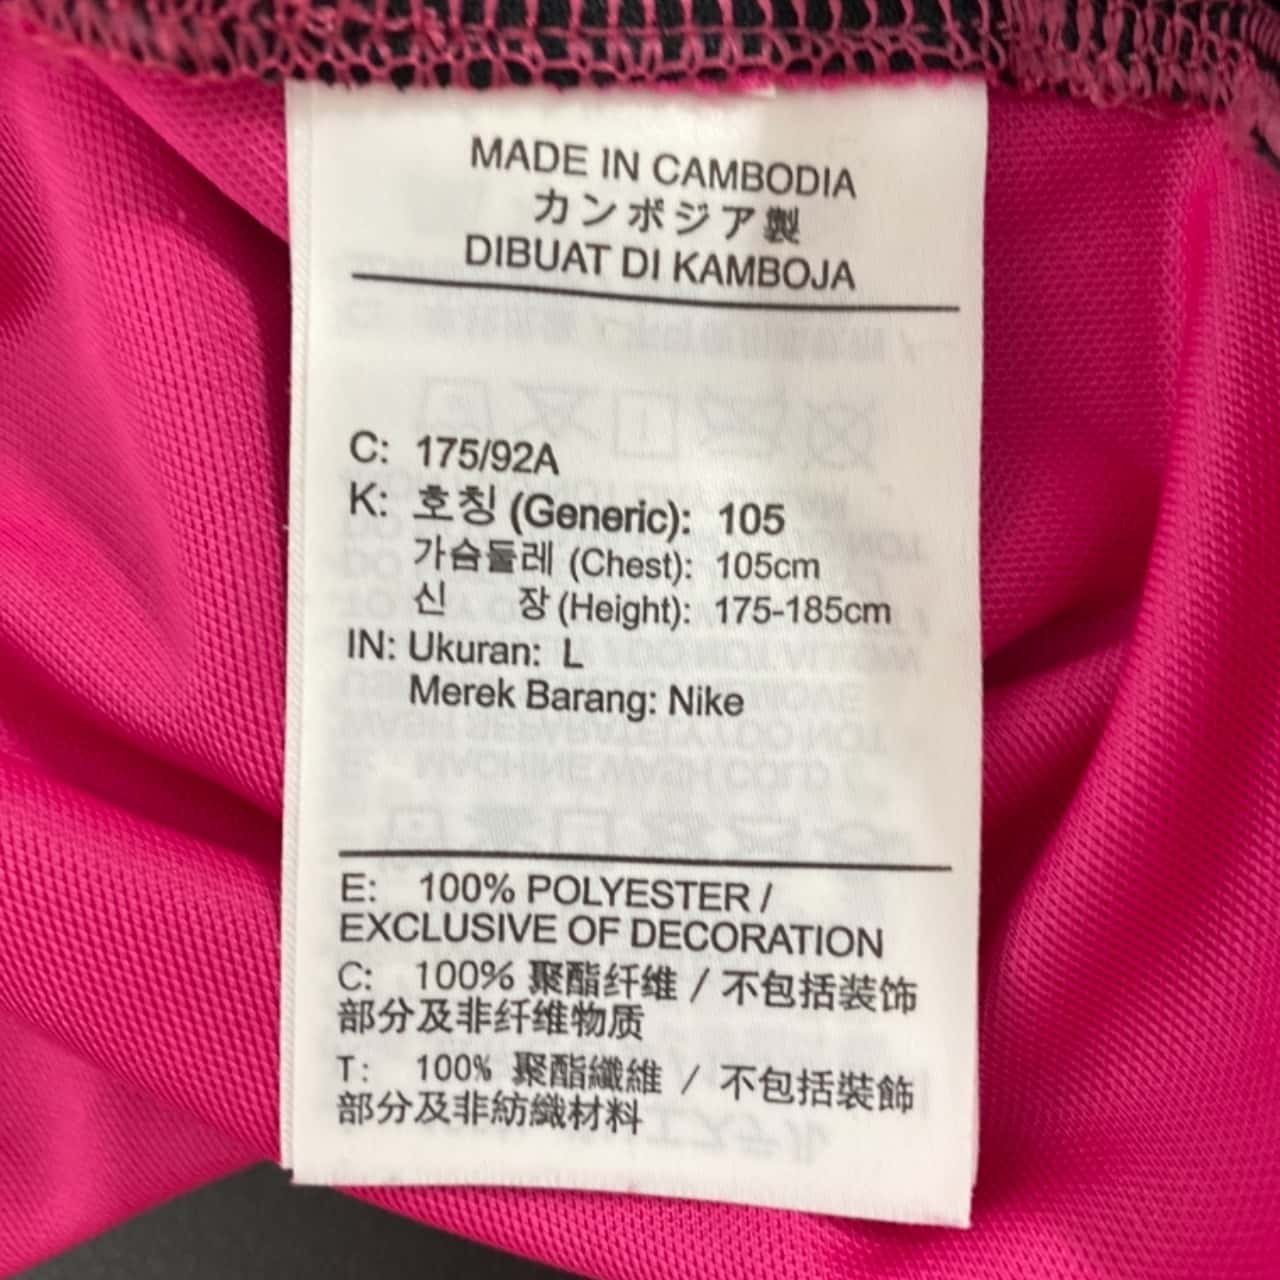 MADE IN CAMBODIA
カンボジア製
DIBUAT DI KAMBOJA
C: 175/92A
K: 호칭 (Generic): 105
가슴둘레 (Chest): 105cm
신 장 (Height): 175-185cm
IN: Ukuran: L
Merek Barang: Nike
E: 100% POLYESTER /
EXCLUSIVE OF DECORATION
C: 100% 聚酯纤维 / 不包括装饰
部分及非纤维物质
T: 100% 聚酯纖維 / 不包括裝飾
部分及非紡織材料